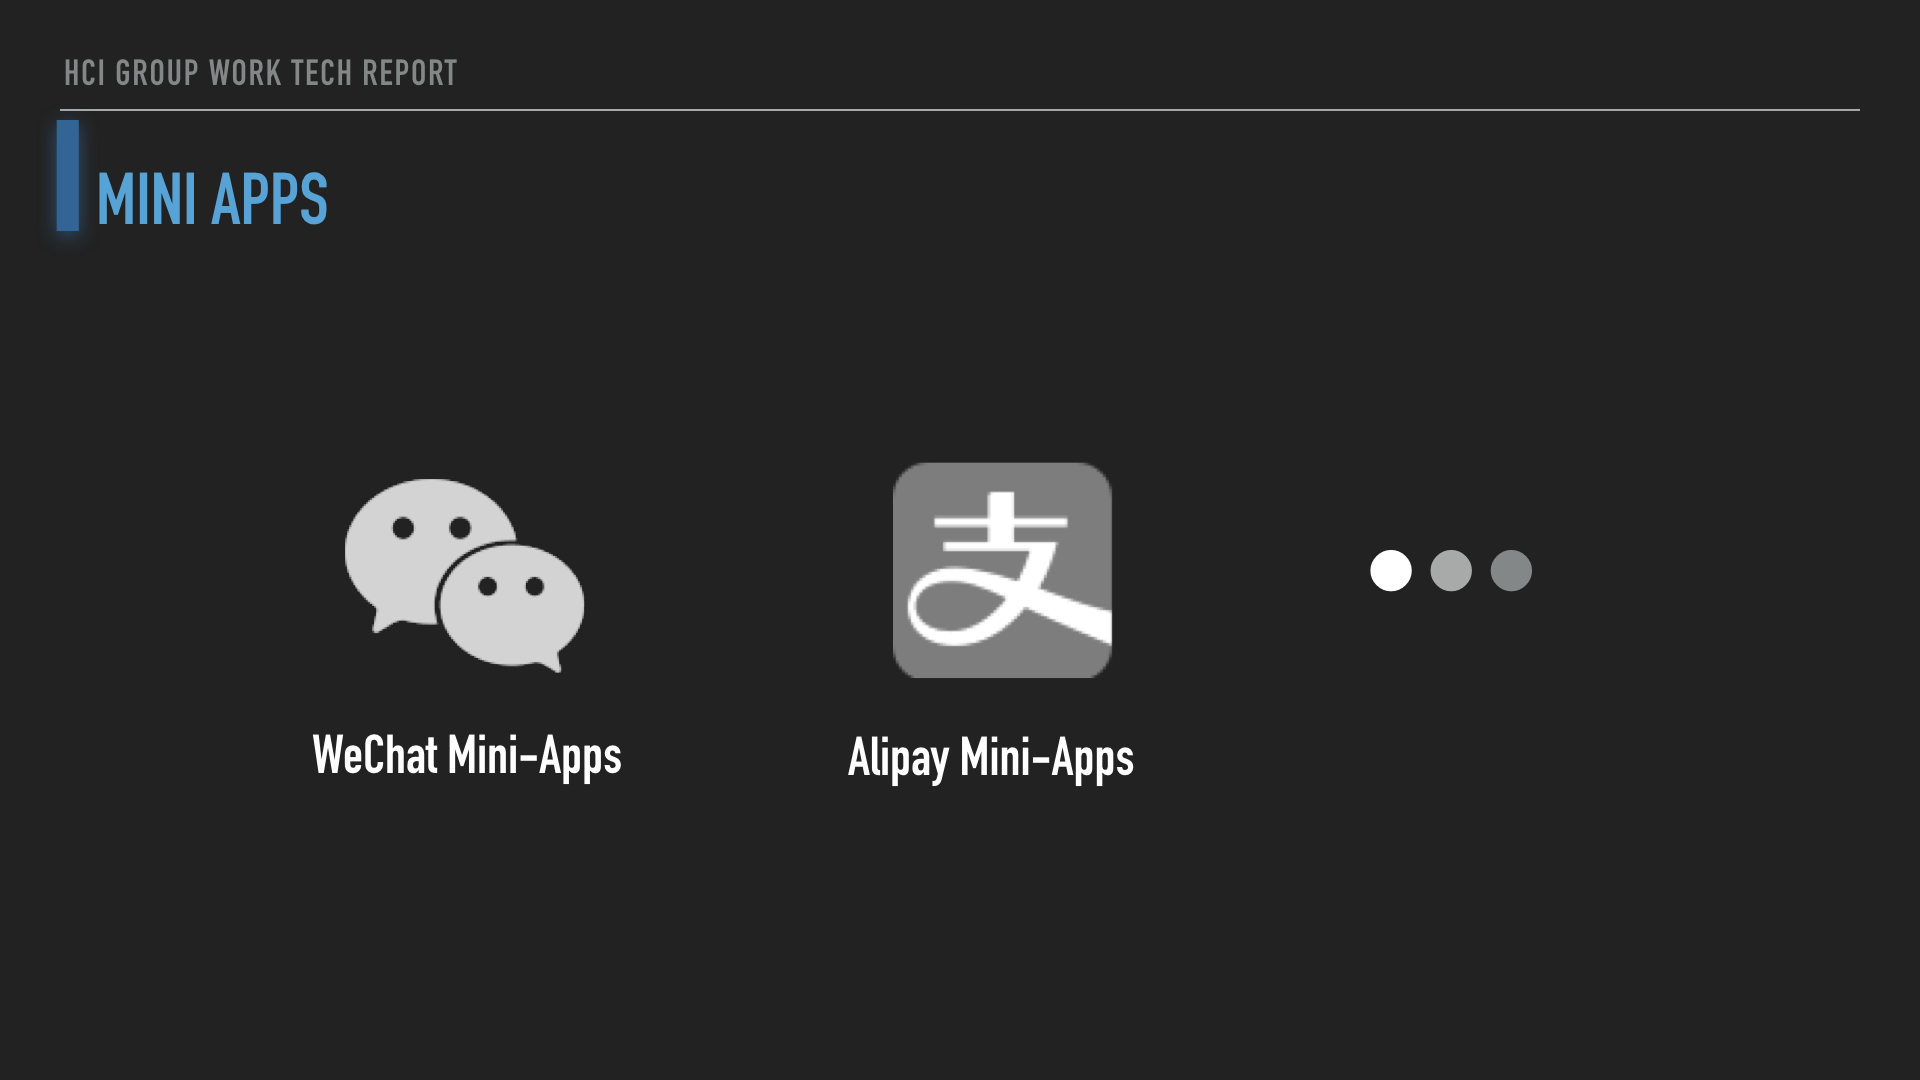 HCI GROUP WORK TECH REPORT
MINI APPS
支
WeChat Mini-Apps
Alipay Mini-Apps